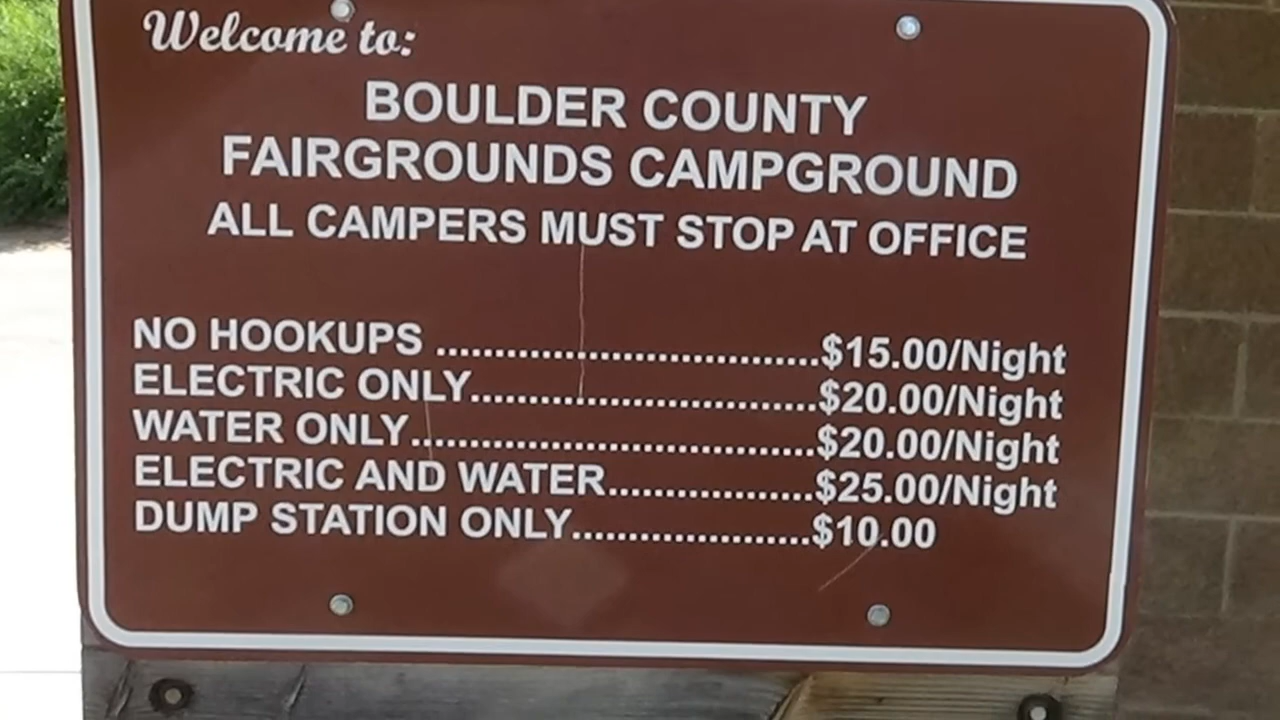 Welcome to:
BOULDER COUNTY
FAIRGROUNDS CAMPGROUND
ALL CAMPERS MUST STOP AT OFFICE
NO HOOKUPS ................................$15.00/Night
ELECTRIC ONLY..............................$20.00/Night
WATER ONLY..................................$20.00/Night
ELECTRIC AND WATER.................$25.00/Night
DUMP STATION ONLY....................$10.00